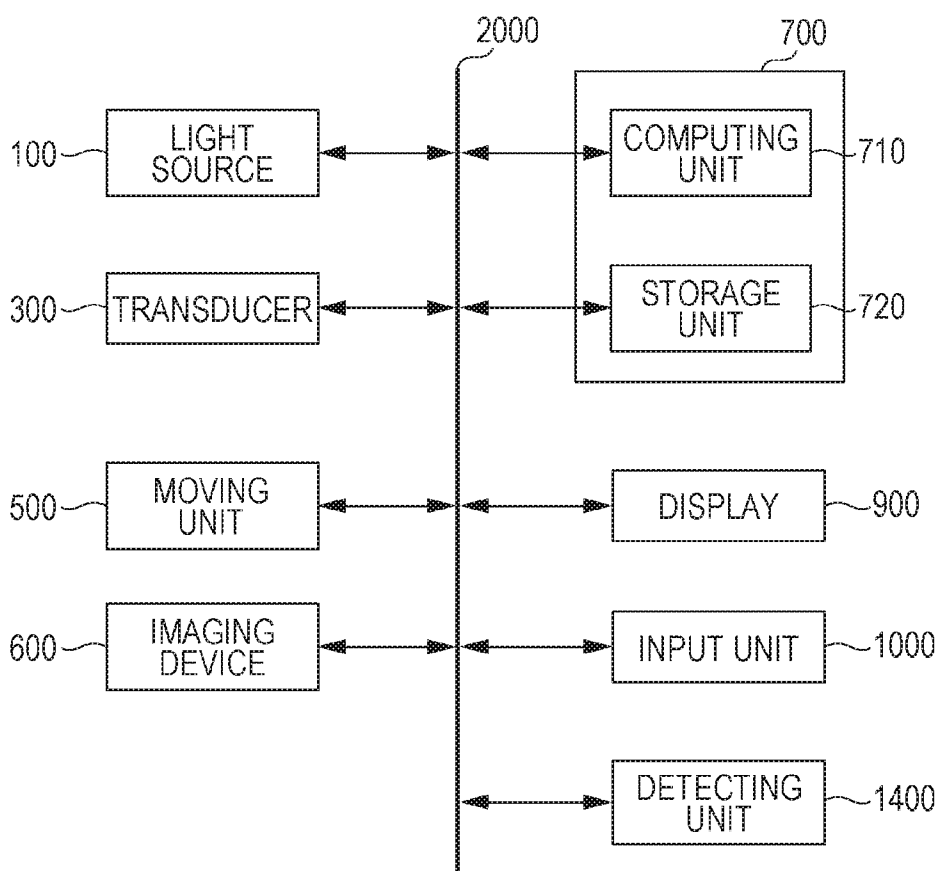 2000
700
100
LIGHT
SOURCE
COMPUTING
UNIT
710
300
TRANSDUCER
STORAGE
UNIT
720
500
MOVING
UNIT
DISPLAY
900
600
IMAGING
DEVICE
INPUT UNIT
1000
DETECTING
UNIT
1400